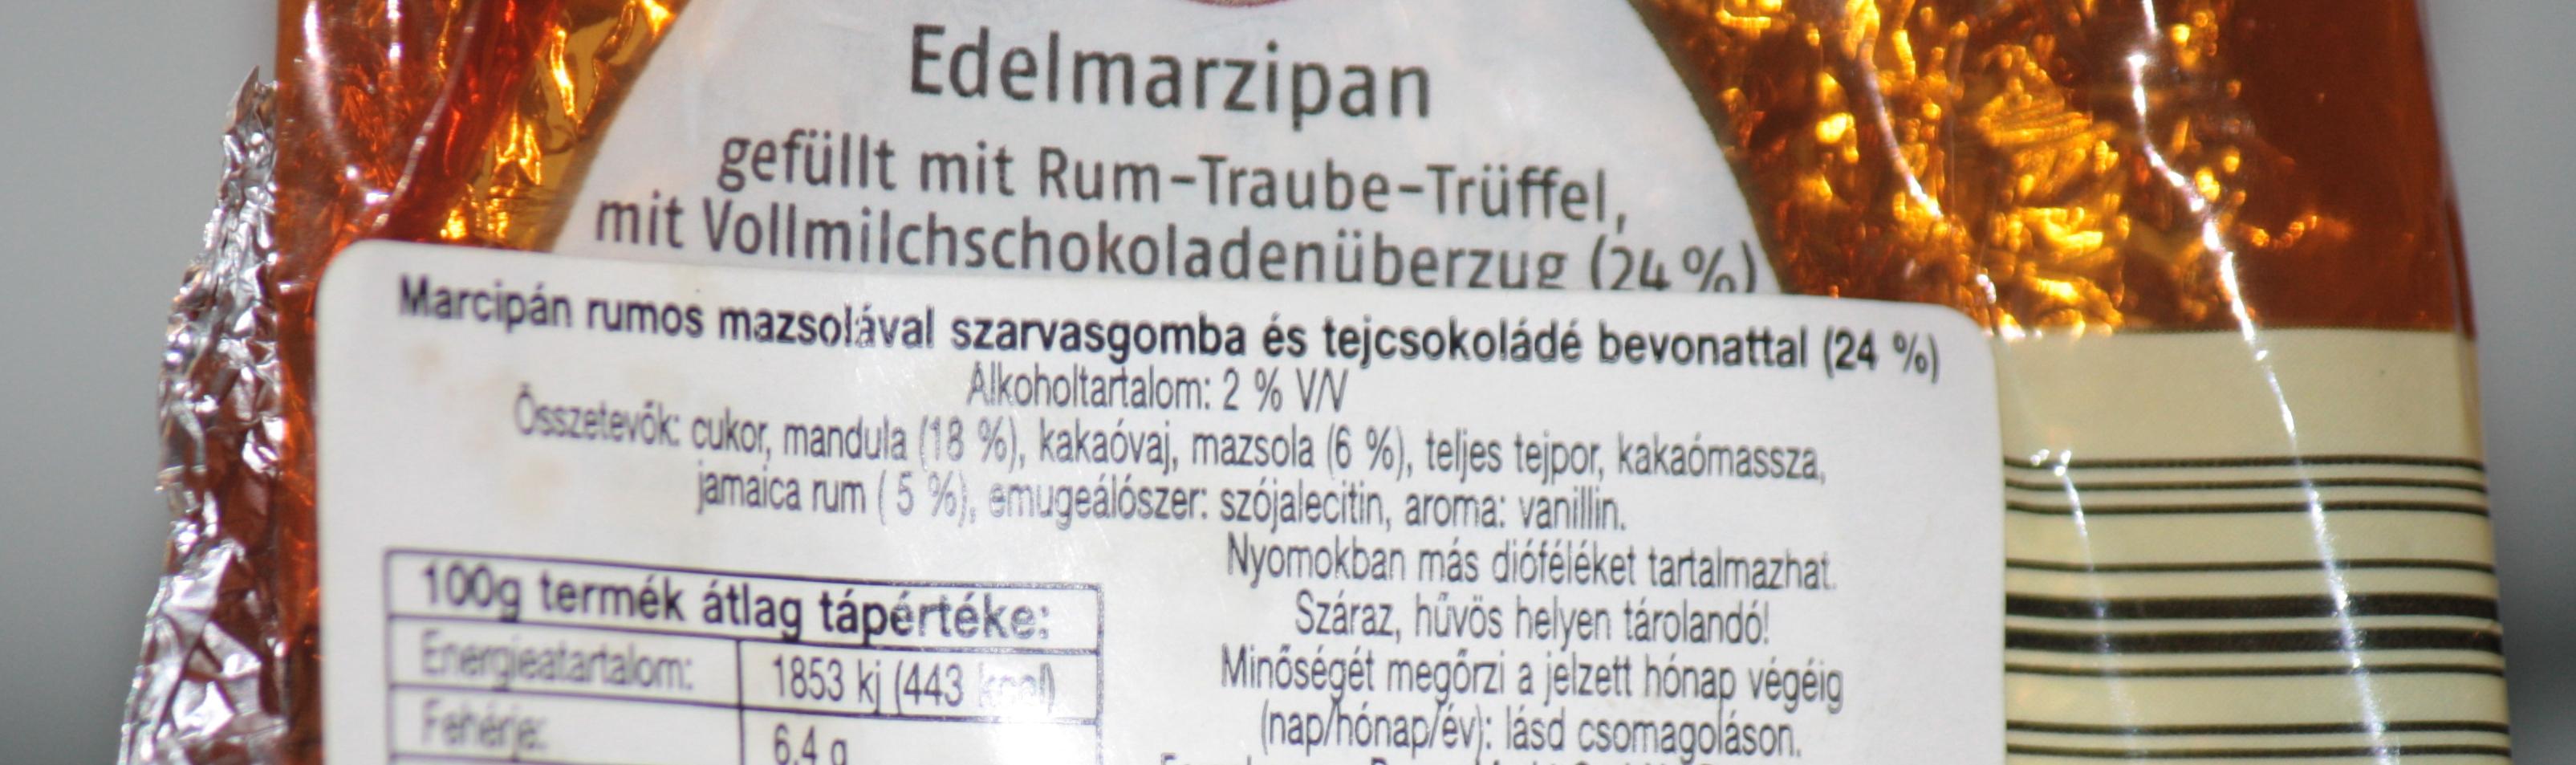 Edelmarzipan
gefüllt mit Rum-Traube-Trüffel,
mit Vollmilchschokoladenüberzug (24 %)
Marcipán rumos mazsolával szarvasgomba és tejcsokoládé bevonattal (24 %)
Alkoholtartalom: 2 % V/V
Összetevők: cukor, mandula (18 %), kakaóvaj, mazsola (6 %), teljes tejpor, kakaómassza,
jamaica rum ( 5 %), emugeálószer: szójalecitin, aroma: vanillin.
Nyomokban más dióféléket tartalmazhat.
Száraz, hűvös helyen tárolandó!
Minőségét megőrzi a jelzett hónap végéig
(nap/hónap/év): lásd csomagoláson.
100g termék átlag tápértéke:
Energieatartalom: 1853 kj (443 kcal)
Fehérje: 6,4 g